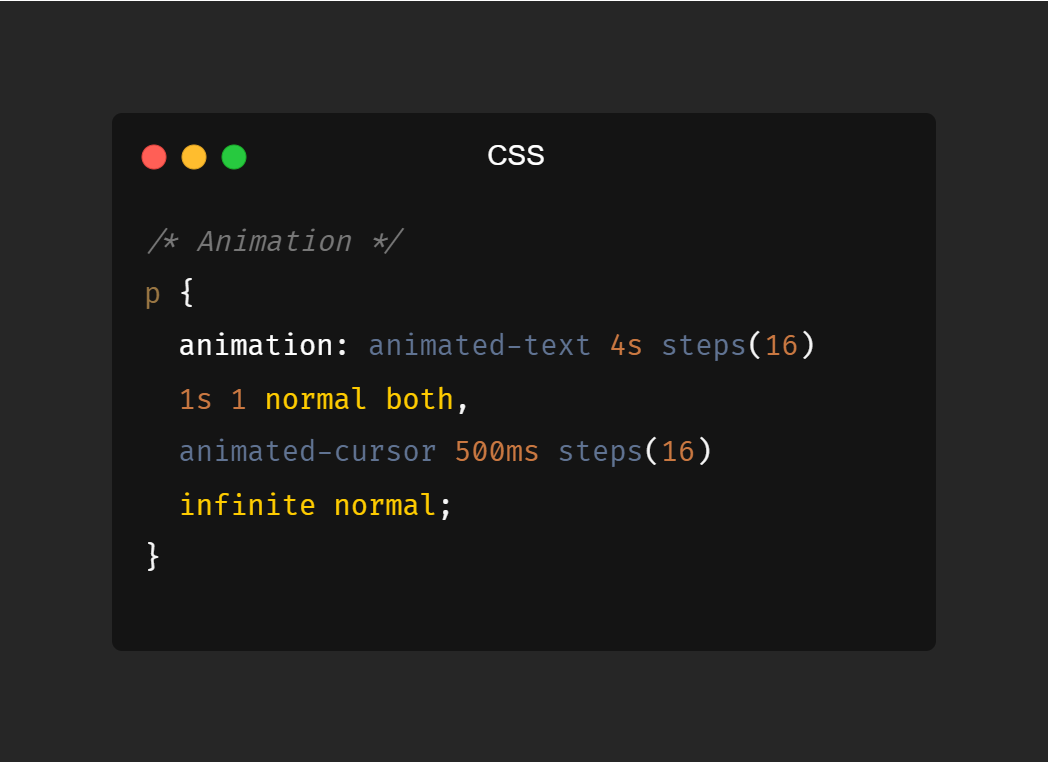 CSS
/* Animation */
p {
animation: animated-text 4s steps(16)
1s 1 normal both,
animated-cursor 500ms steps(16)
infinite normal;
}